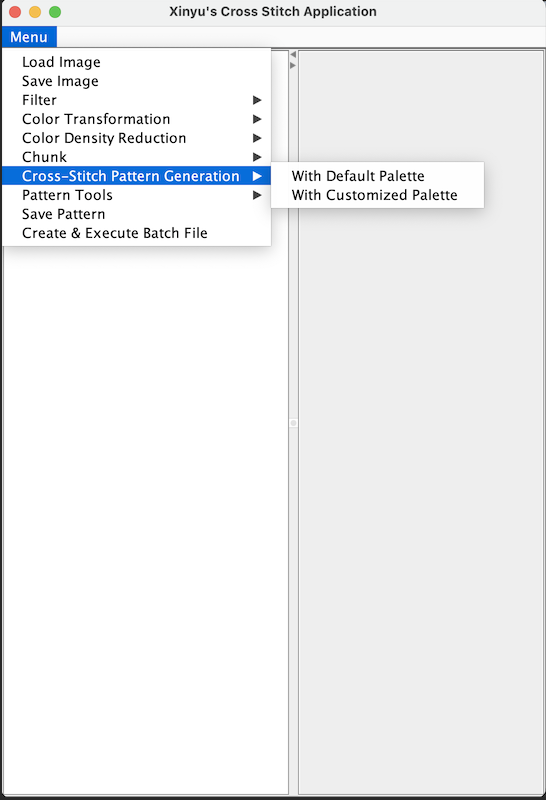 Xinyu's Cross Stitch Application
Menu
Load Image
Save Image
Filter
Color Transformation
Color Density Reduction
Chunk
Cross-Stitch Pattern Generation
With Default Palette
With Customized Palette
Pattern Tools
Save Pattern
Create & Execute Batch File